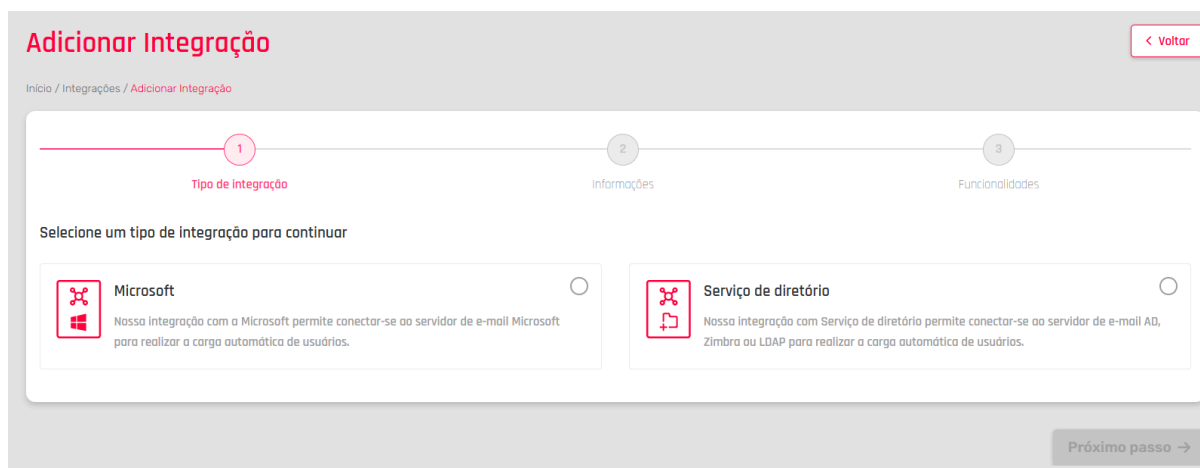 Adicionar Integração
< Voltar
Início / Integrações / Adicionar Integração
1
2
3
Tipo de integração
Informações
Funcionalidades
Selecione um tipo de integração para continuar
Microsoft
Nossa integração com a Microsoft permite conectar-se ao servidor de e-mail Microsoft
para realizar a carga automática de usuários.
Serviço de diretório
Nossa integração com Serviço de diretório permite conectar-se ao servidor de e-mail AD,
Zimbra ou LDAP para realizar a carga automática de usuários.
Próximo passo →